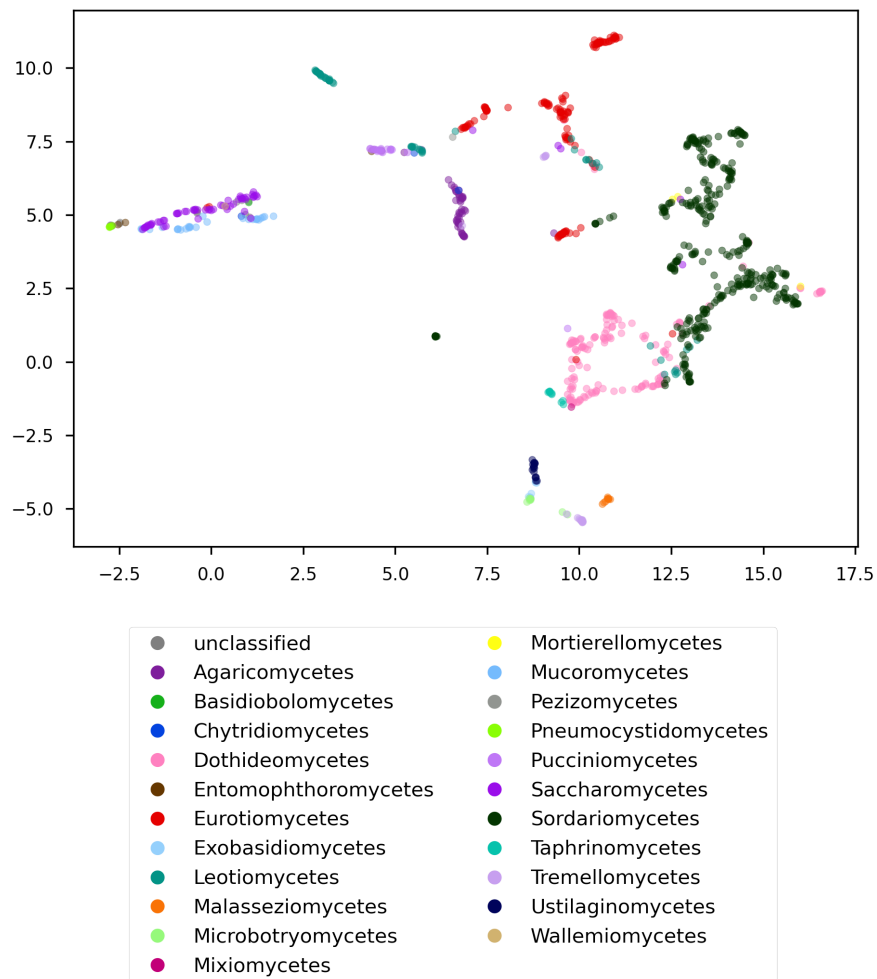 10.0
7.5
5.0
2.5
0.0
−2.5
−5.0
−2.5 0.0 2.5 5.0 7.5 10.0 12.5 15.0 17.5
unclassified
Agaricomycetes
Basidiobolomycetes
Chytridiomycetes
Dothideomycetes
Entomophthoromycetes
Eurotiomycetes
Exobasidiomycetes
Leotiomycetes
Malasseziomycetes
Microbotryomycetes
Mixiomycetes
Mortierellomycetes
Mucoromycetes
Pezizomycetes
Pneumocystidomycetes
Pucciniomycetes
Saccharomycetes
Sordariomycetes
Taphrinomycetes
Tremellomycetes
Ustilaginomycetes
Wallemiomycetes